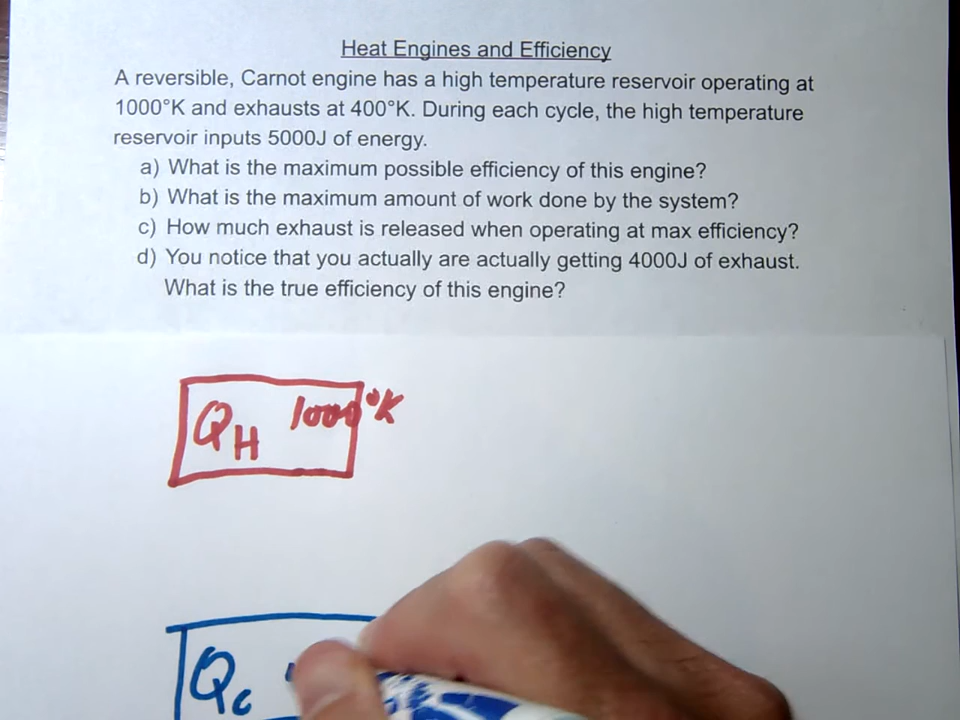 Heat Engines and Efficiency
A reversible, Carnot engine has a high temperature reservoir operating at
1000°K and exhausts at 400°K. During each cycle, the high temperature
reservoir inputs 5000J of energy.
a) What is the maximum possible efficiency of this engine?
b) What is the maximum amount of work done by the system?
c) How much exhaust is released when operating at max efficiency?
d) You notice that you actually are actually getting 4000J of exhaust.
What is the true efficiency of this engine?
QH 1000°K
Qc